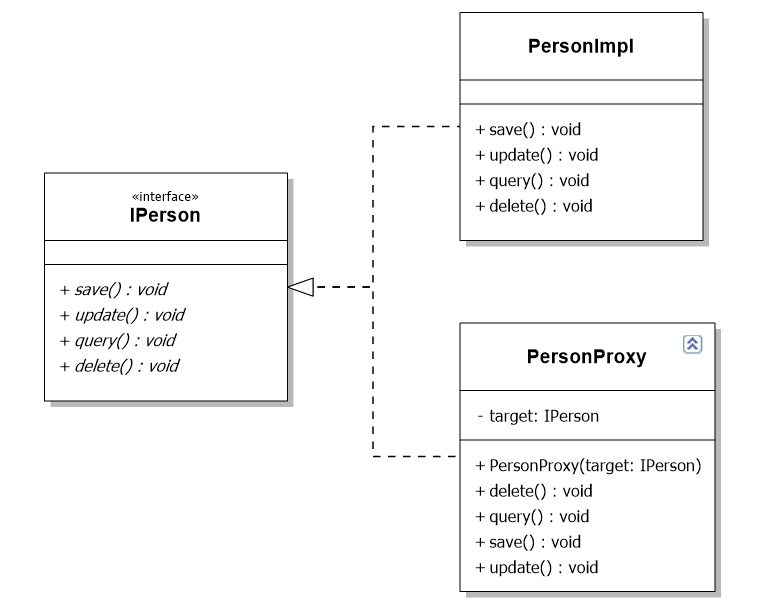 «interface»
IPerson
+ save() : void
+ update() : void
+ query() : void
+ delete() : void
PersonImpl
+ save() : void
+ update() : void
+ query() : void
+ delete() : void
PersonProxy
- target: IPerson
+ PersonProxy(target: IPerson)
+ delete() : void
+ query() : void
+ save() : void
+ update() : void